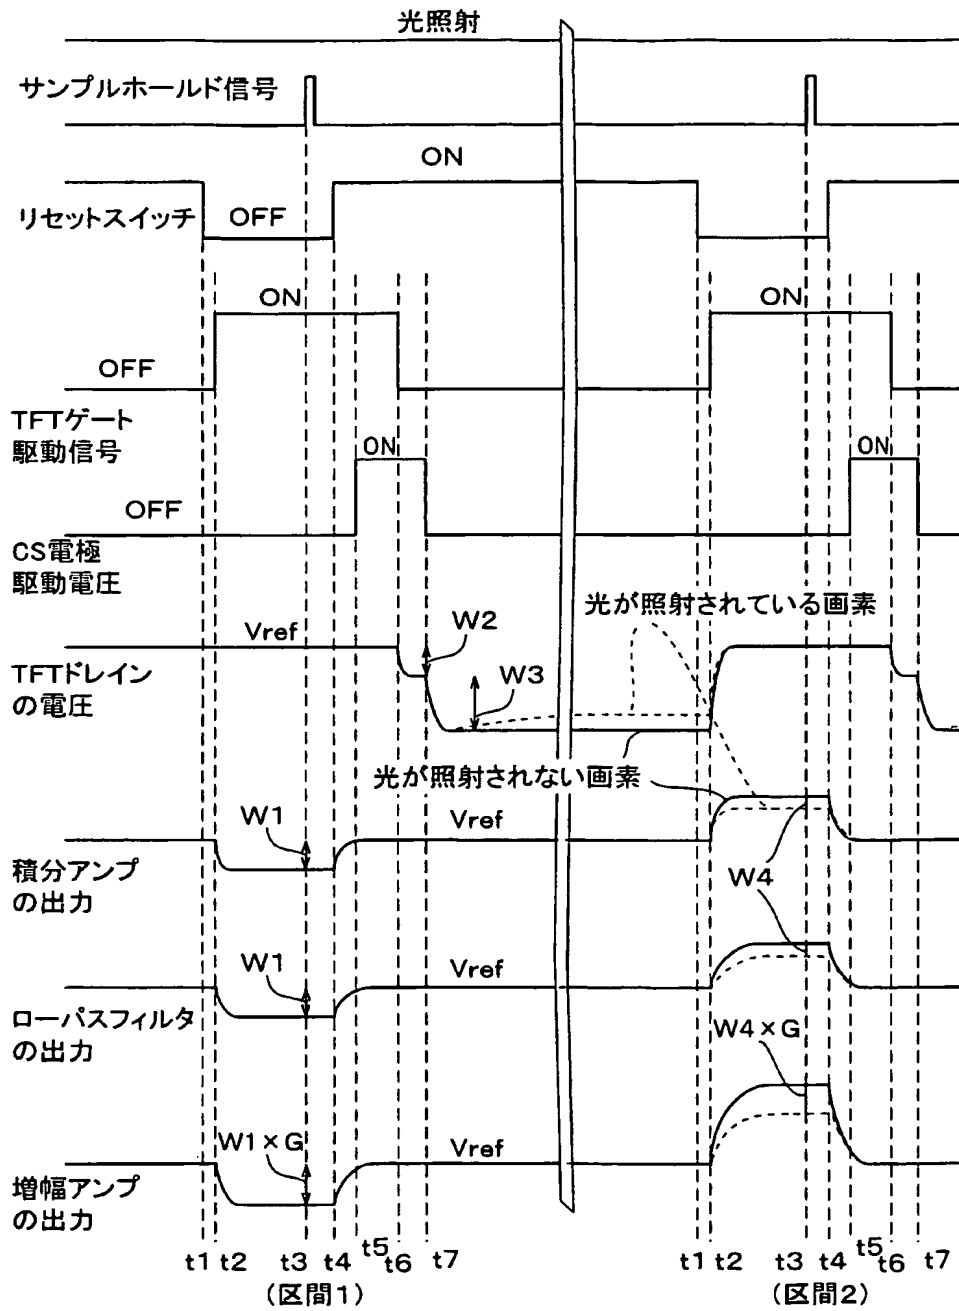 光照射
サンプルホールド信号
ON
リセットスイッチ
OFF
ON
ON
OFF
TFTゲート
駆動信号
ON
ON
OFF
CS電極
駆動電圧
光が照射されている画素
Vref
W2
TFTドレイン
の電圧
W3
光が照射されない画素
W1
Vref
積分アンプ
の出力
W4
W1
Vref
ローパスフィルタ
の出力
W4×G
W1×G
Vref
増幅アンプ
の出力
t1 t2 t3 t4 t5 t6 t7
t1 t2 t3 t4 t5 t6 t7
(区間1)
(区間2)